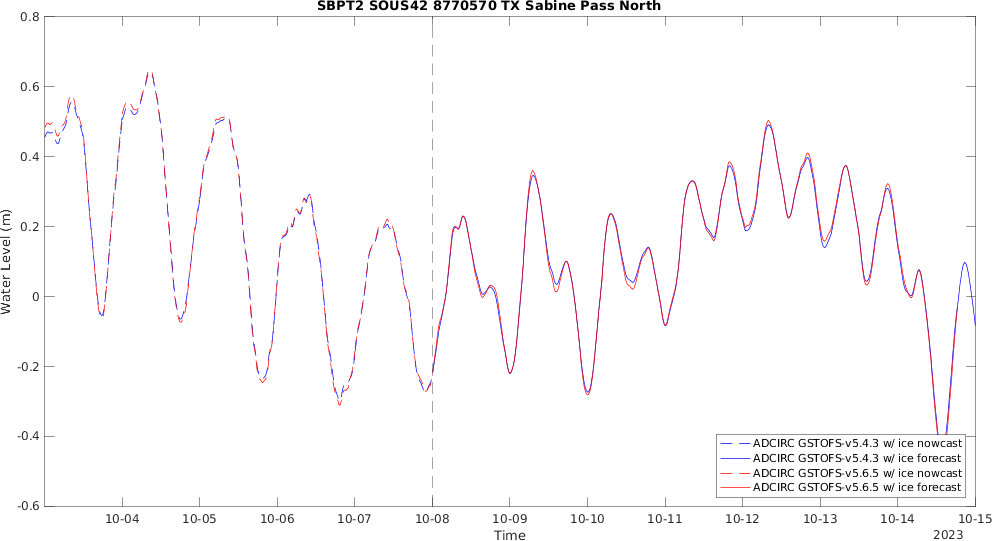 SBPT2 SOUS42 8770570 TX Sabine Pass North
0.8
0.6
0.4
0.2
0
-0.2
-0.4
-0.6
Water Level (m)
ADCIRC GSTOFS-v5.4.3 w/ ice nowcast
ADCIRC GSTOFS-v5.4.3 w/ ice forecast
ADCIRC GSTOFS-v5.6.5 w/ ice nowcast
ADCIRC GSTOFS-v5.6.5 w/ ice forecast
10-04 10-05 10-06 10-07 10-08 10-09 10-10 10-11 10-12 10-13 10-14 10-15
Time
2023